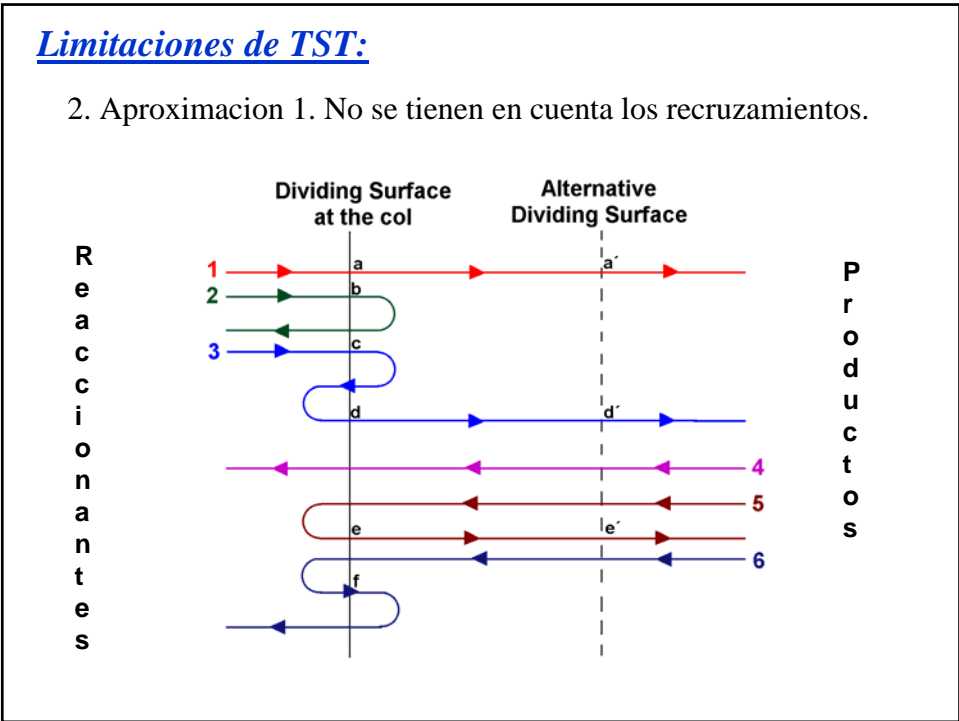 Limitaciones de TST:
2. Aproximacion 1. No se tienen en cuenta los recruzamientos.
Dividing Surface
at the col
Alternative
Dividing Surface
R
e
a
c
c
i
o
n
a
n
t
e
s
1
a
a´
2
b
3
c
d
d´
4
5
e
e´
6
f
P
r
o
d
u
c
t
o
s